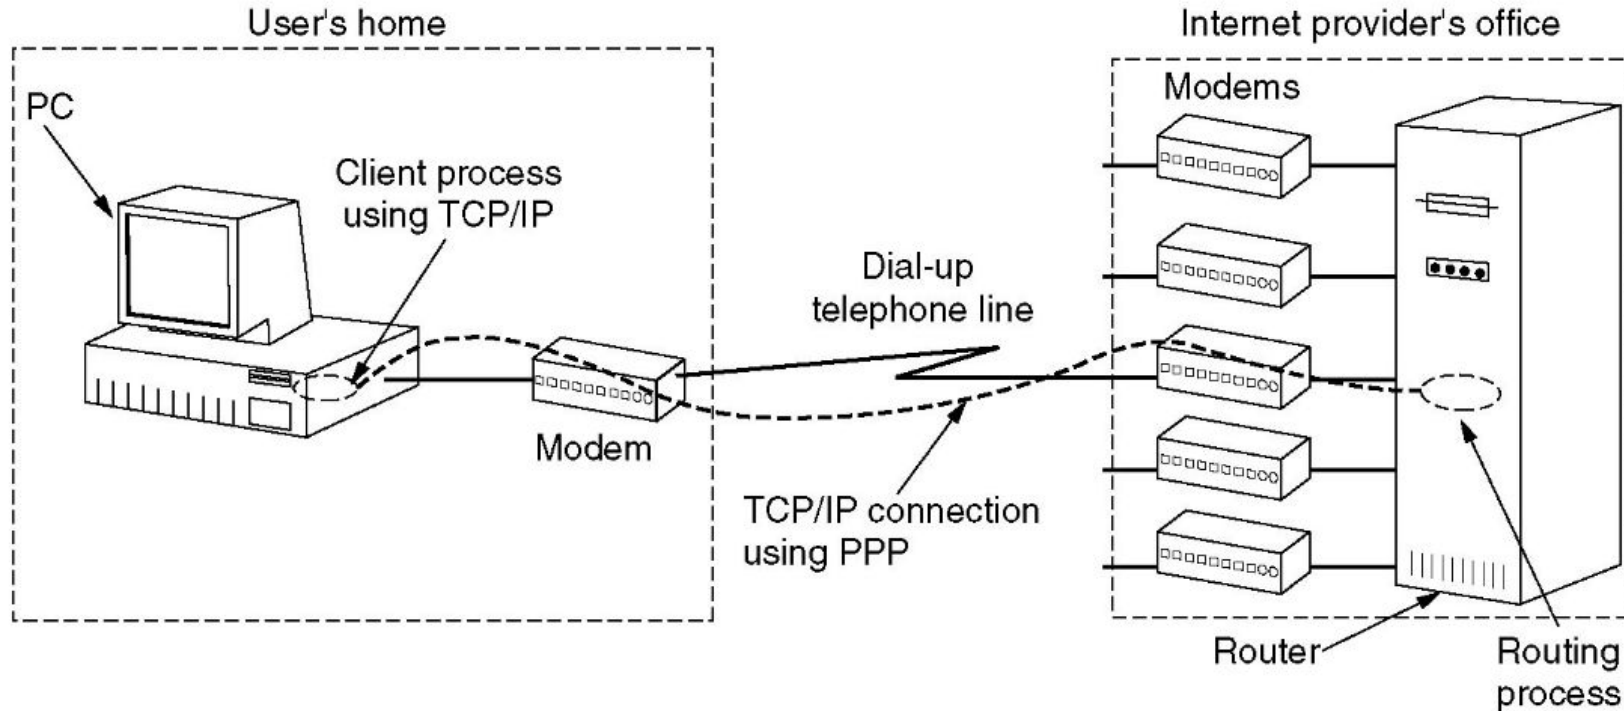 User's home
Internet provider's office
PC
Client process
using TCP/IP
Modem
Dial-up
telephone line
TCP/IP connection
using PPP
Modems
Router
Routing
process